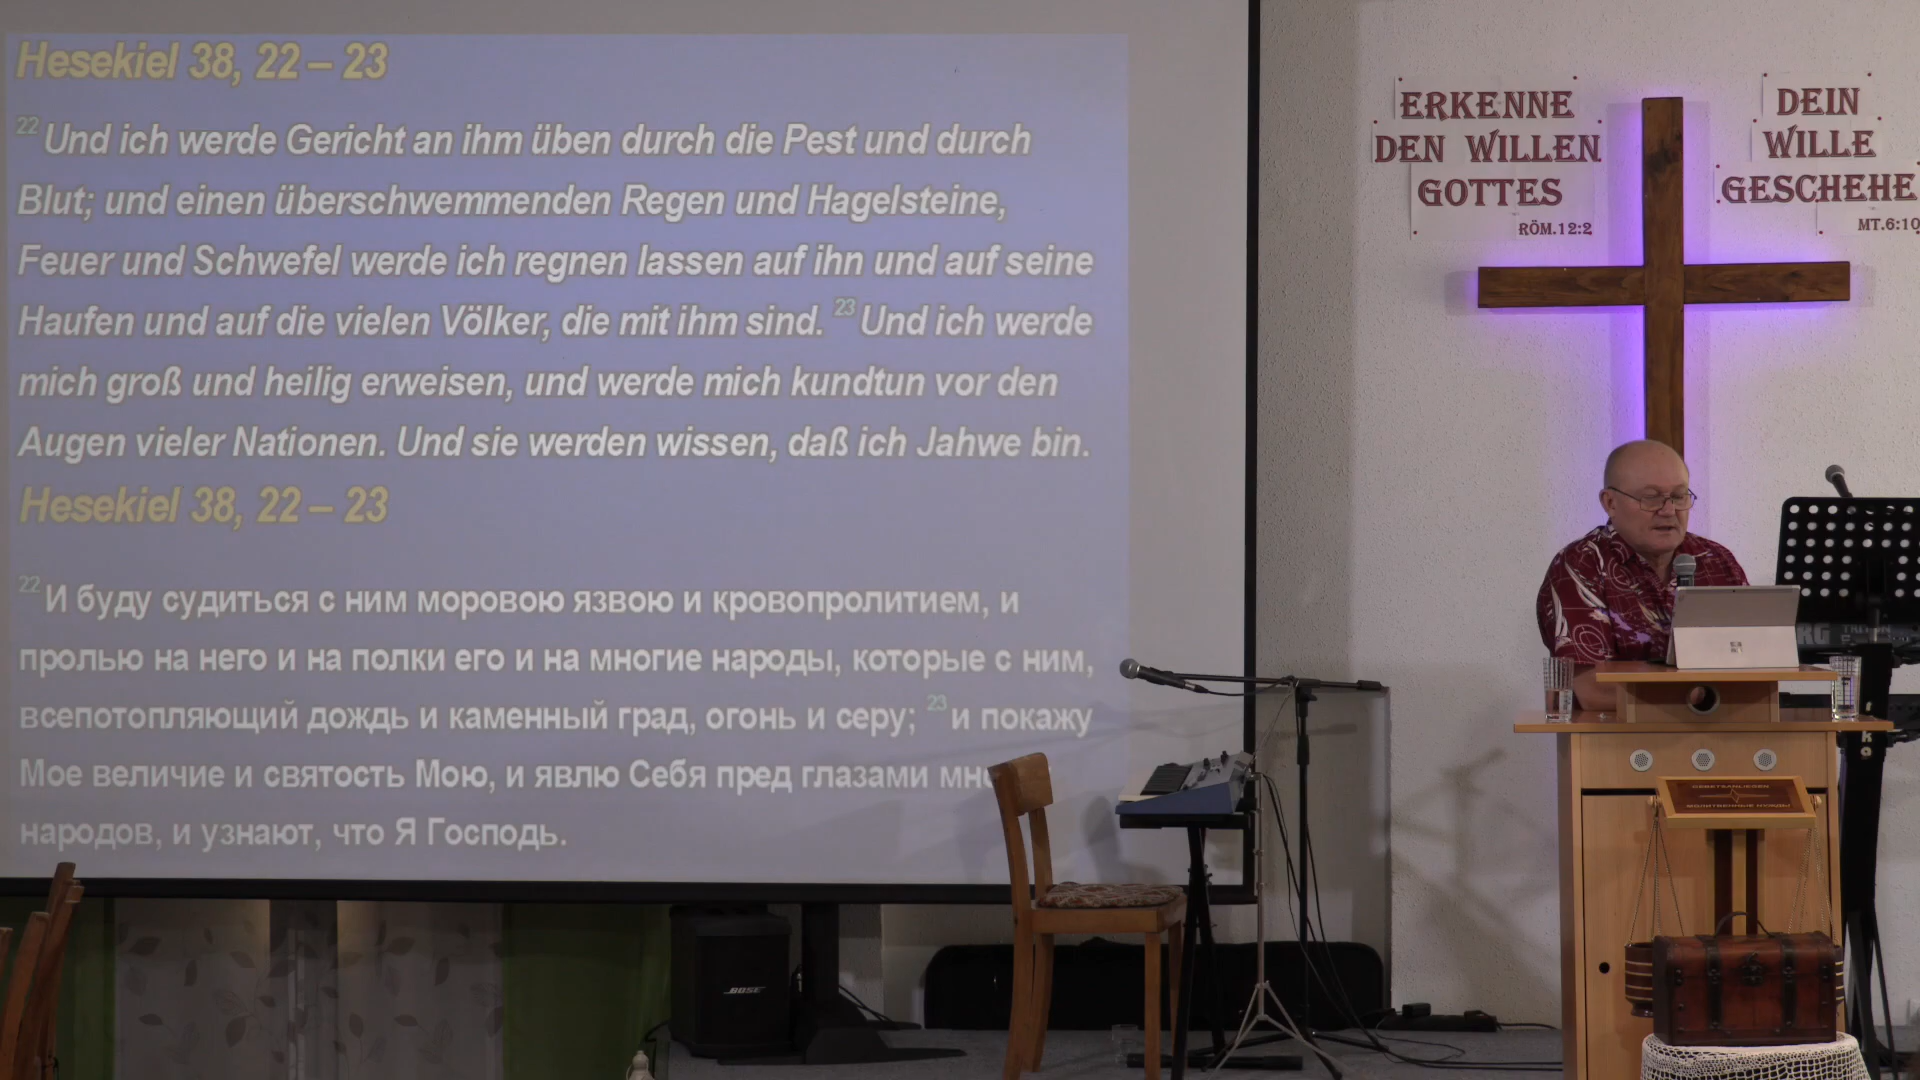 Hesekiel 38, 22 – 23
22 Und ich werde Gericht an ihm üben durch die Pest und durch
Blut; und einen überschwemmenden Regen und Hagelsteine,
Feuer und Schwefel werde ich regnen lassen auf ihn und auf seine
Haufen und auf die vielen Völker, die mit ihm sind. 23 Und ich werde
mich groß und heilig erweisen, und werde mich kundtun vor den
Augen vieler Nationen. Und sie werden wissen, daß ich Jahwe bin.
Hesekiel 38, 22 – 23
22 И буду судиться с ним моровою язвою и кровопролитием, и
пролью на него и на полки его и на многие народы, которые с ним,
всепотопляющий дождь и каменный град, огонь и серу; 23 и покажу
Мое величие и святость Мою, и явлю Себя пред глазами
народов, и узнают, что Я Господь.
ERKENNE
DEN WILLEN
GOTTES
RÖM.12:2
DEIN
WILLE
GESCHEHE
MT.6:10
BOSE